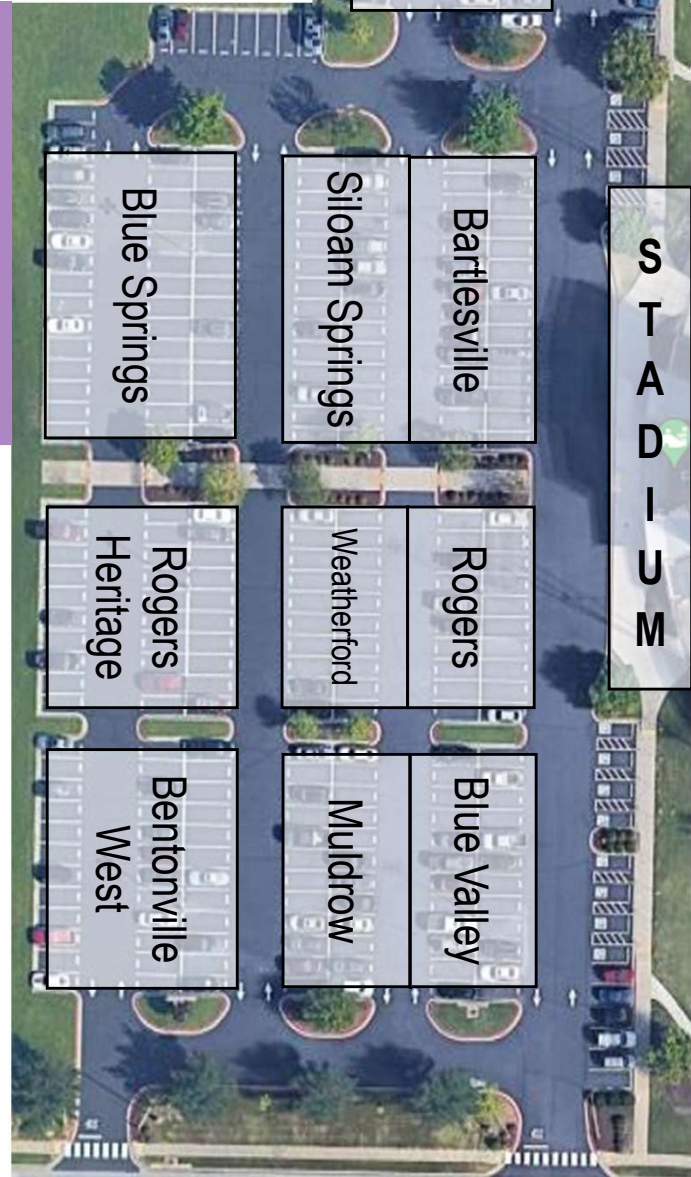 STADIUM
Bartlesville
Siloam Springs
Blue Springs
Rogers
Weatherford
Rogers
Heritage
Blue Valley
Muldrow
Bentonville
West